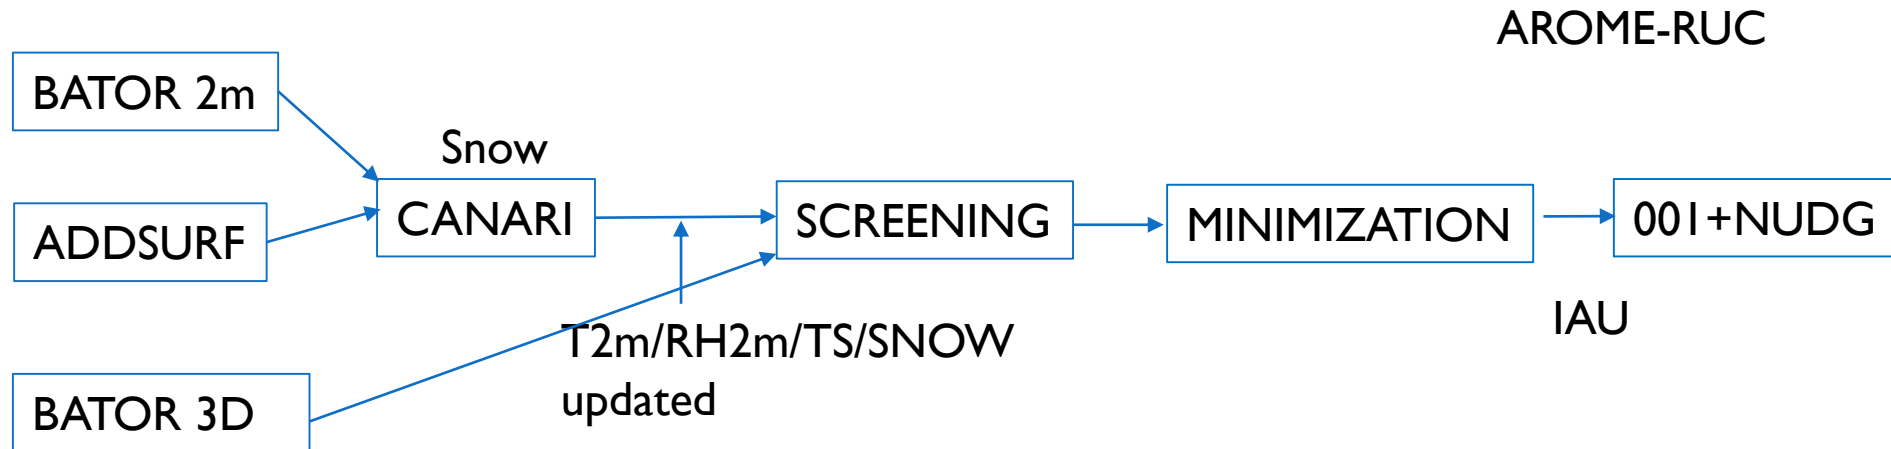 AROME-RUC
BATOR 2m
Snow
CANARI
SCREENING
MINIMIZATION
001+NUDG
ADDSURF
IAU
T2m/RH2m/TS/SNOW
updated
BATOR 3D